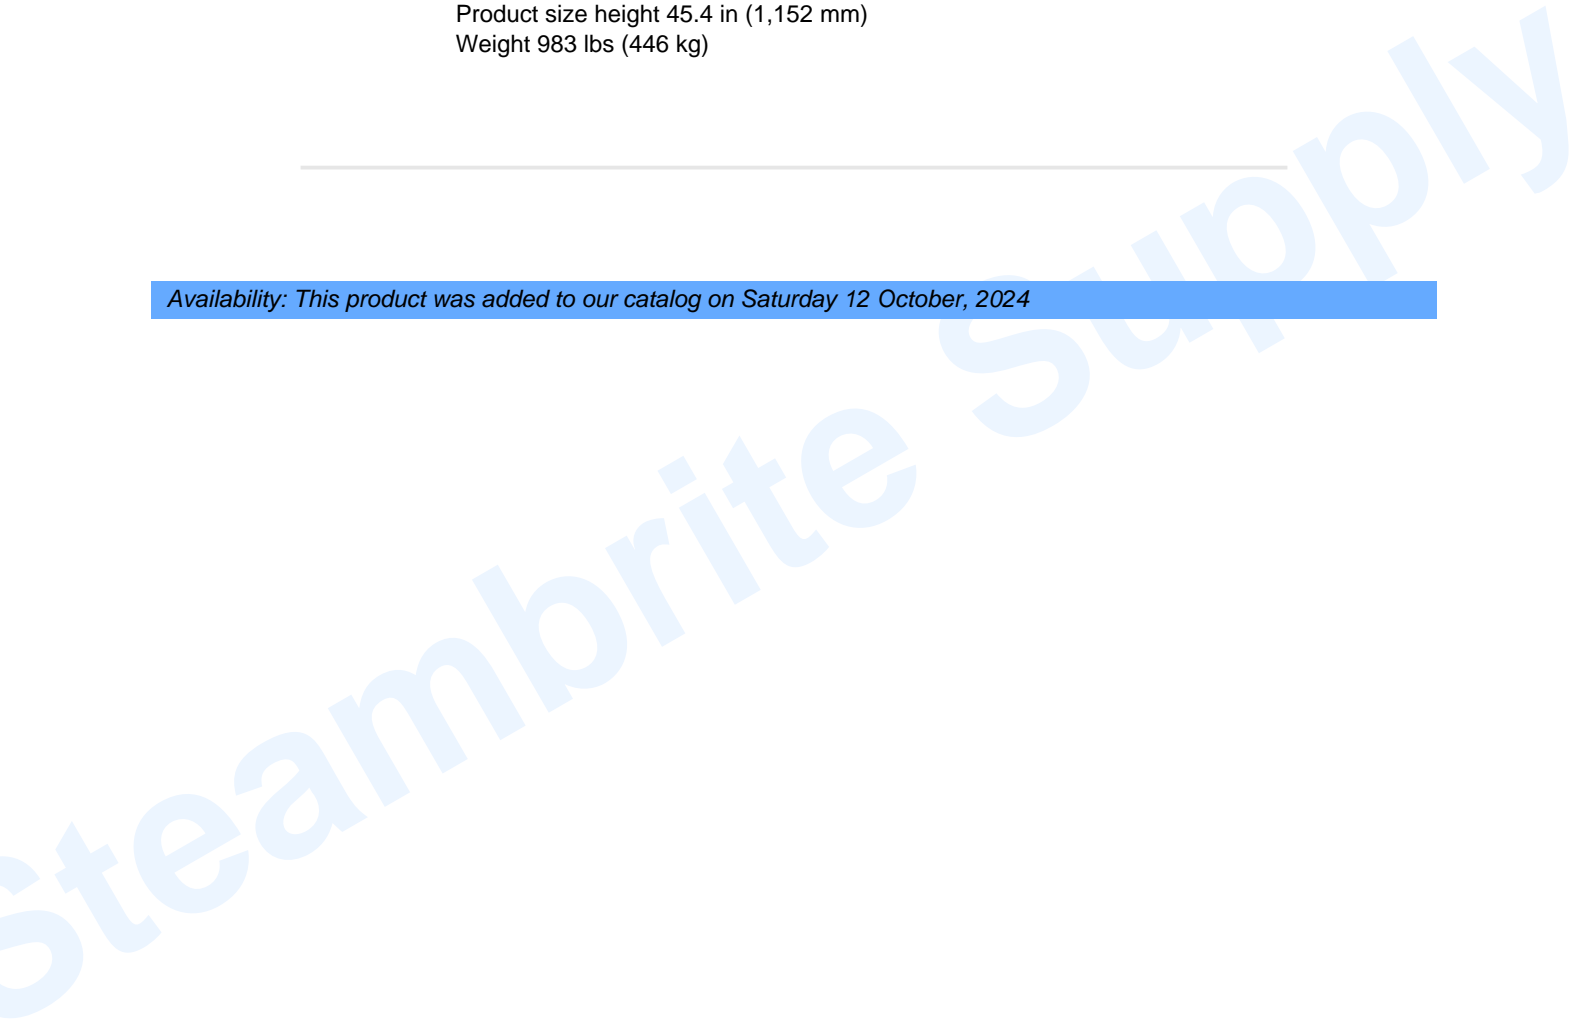 Product size height 45.4 in (1,152 mm)
Weight 983 lbs (446 kg)
Availability: This product was added to our catalog on Saturday 12 October, 2024
Steambrite Supply